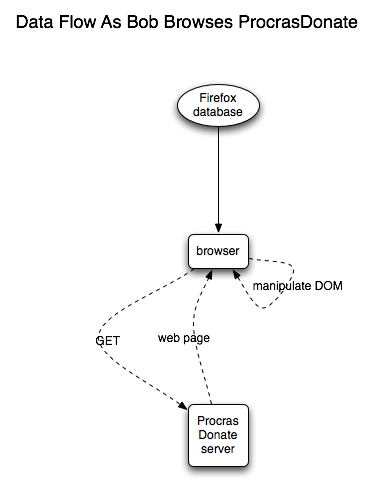 Data Flow As Bob Browses ProcrasDonate
Firefox
database
browser
manipulate DOM
GET
web page
Procras
Donate
server